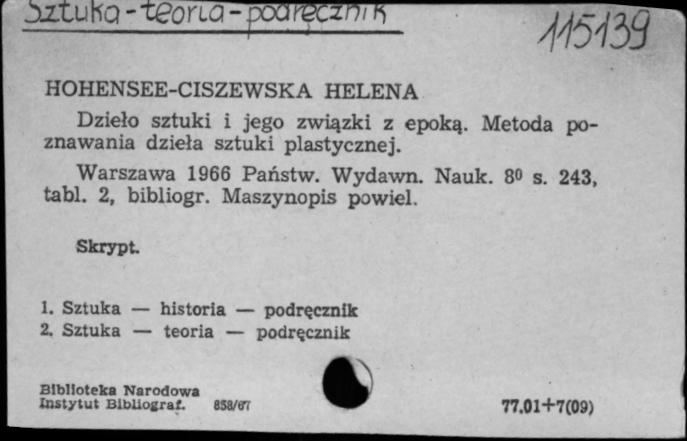 Sztuka-teoria-podręcznik
115139
HOHENSEE-CISZEWSKA HELENA
Dzieło sztuki i jego związki z epoką. Metoda po-
znawania dzieła sztuki plastycznej.
Warszawa 1966 Państw. Wydawn. Nauk. 8⁰ s. 243,
tabl. 2, bibliogr. Maszynopis powiel.
Skrypt.
1. Sztuka — historia — podręcznik
2. Sztuka — teoria — podręcznik
Biblioteka Narodowa
Instytut Bibliograf. 858/67
77.01+7(09)